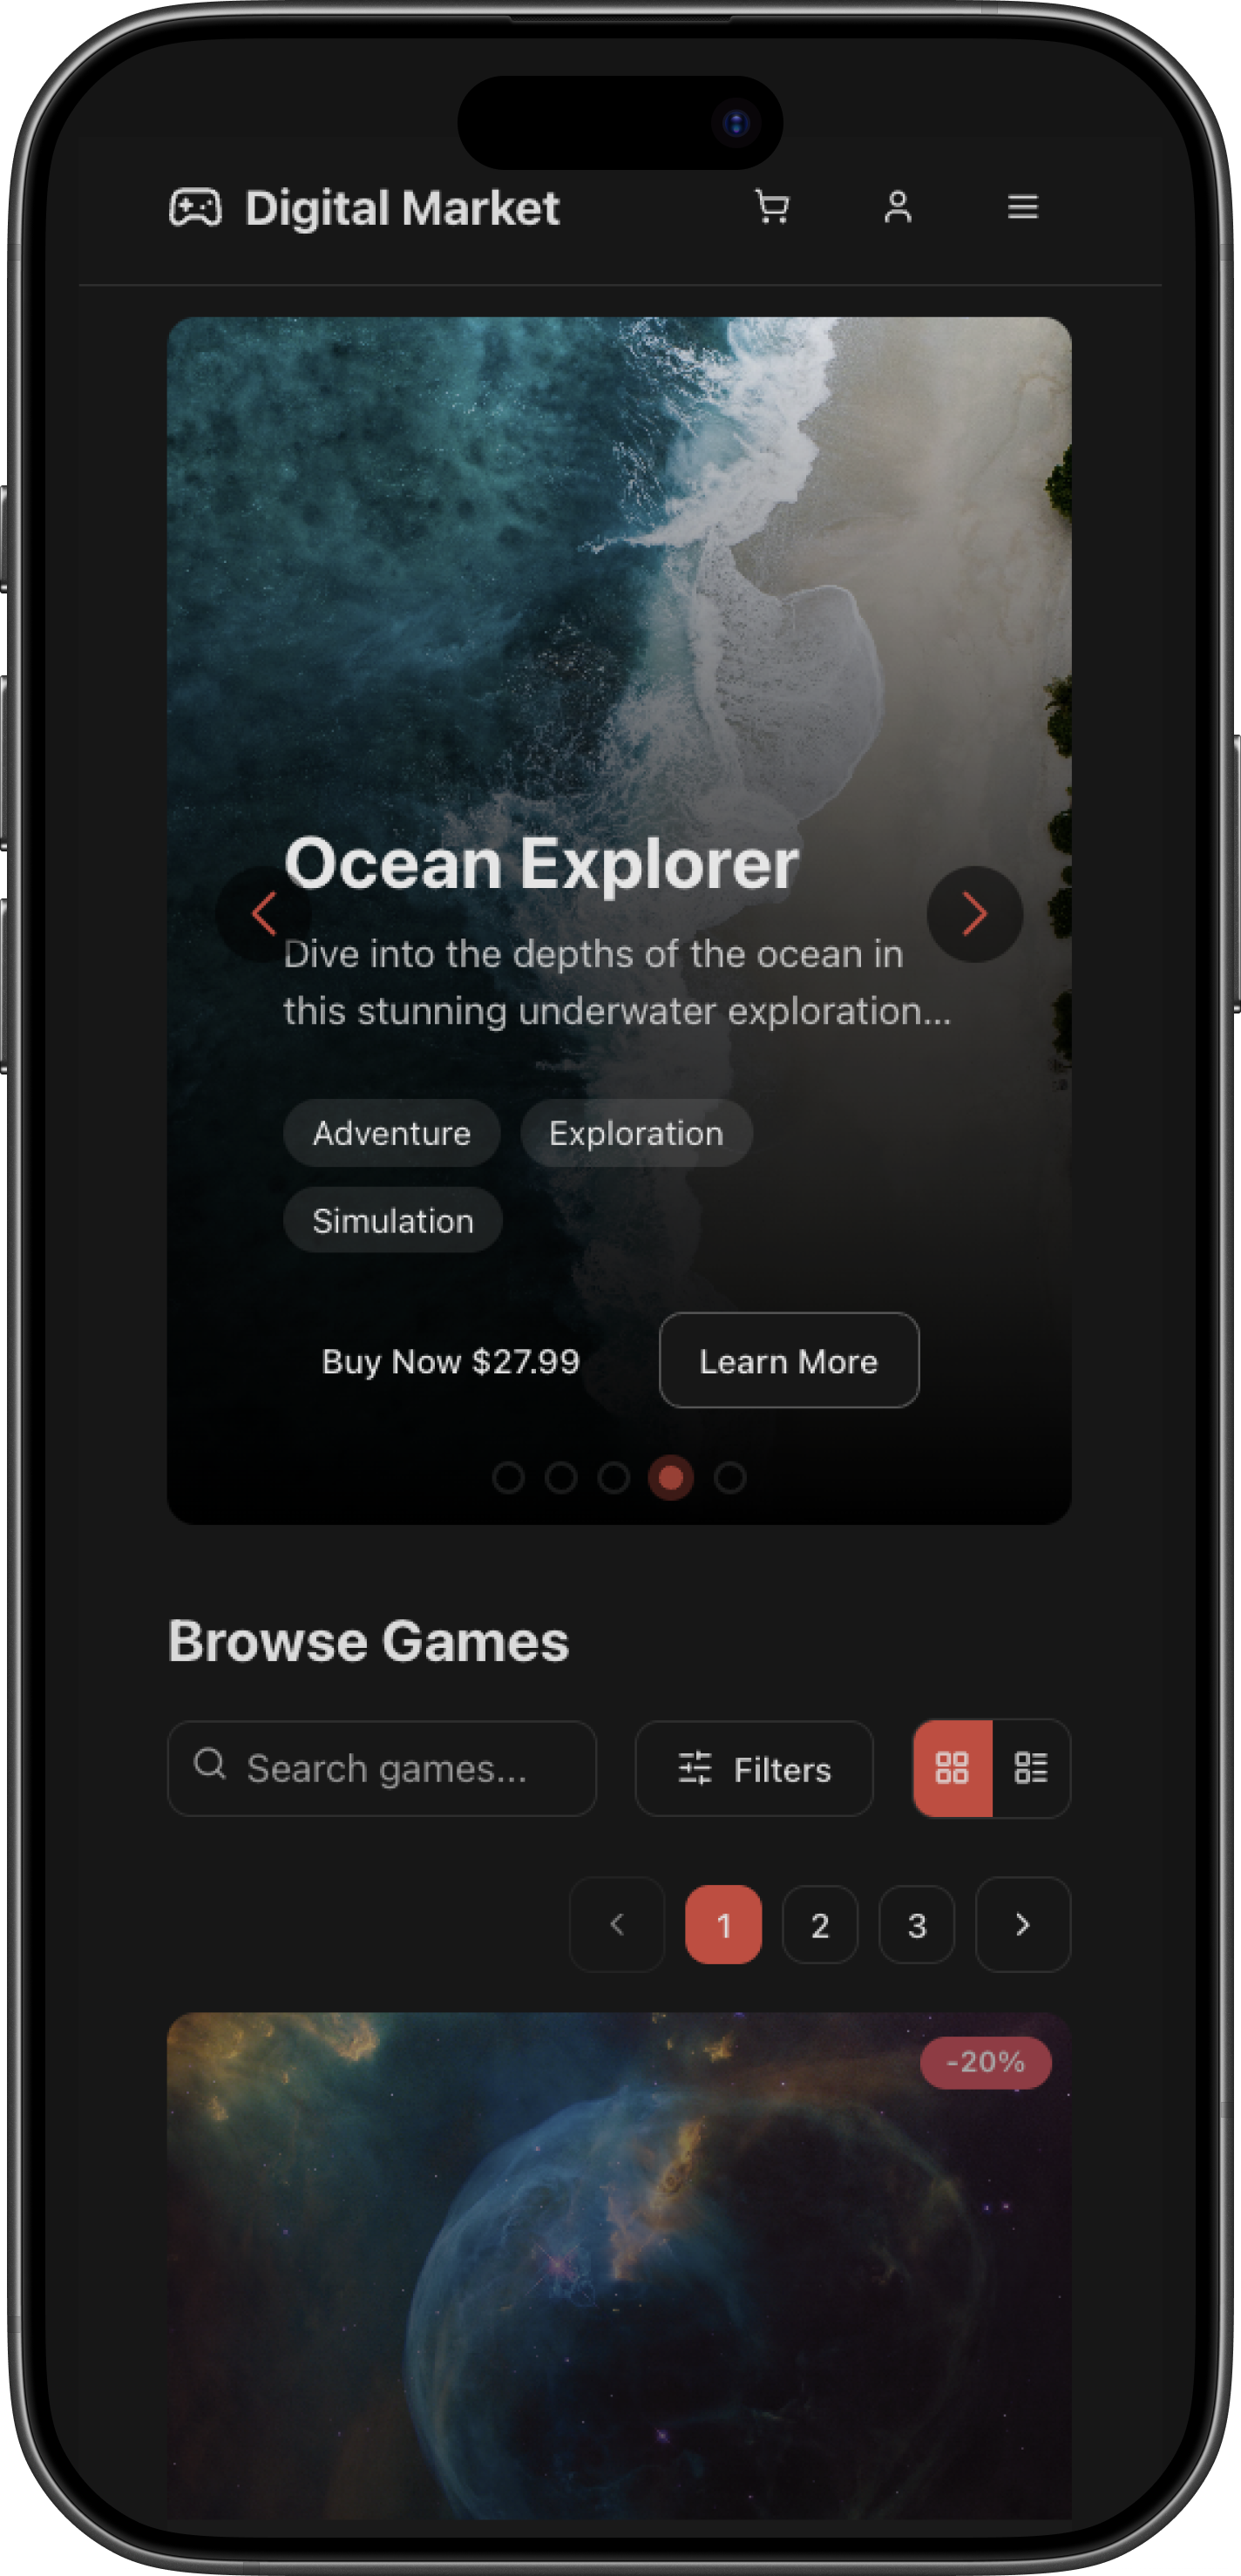 Digital Market
Ocean Explorer
Dive into the depths of the ocean in
this stunning underwater exploration...
Adventure Exploration
Simulation
Buy Now $27.99 Learn More
Browse Games
Search games... Filters
1 2 3
-20%